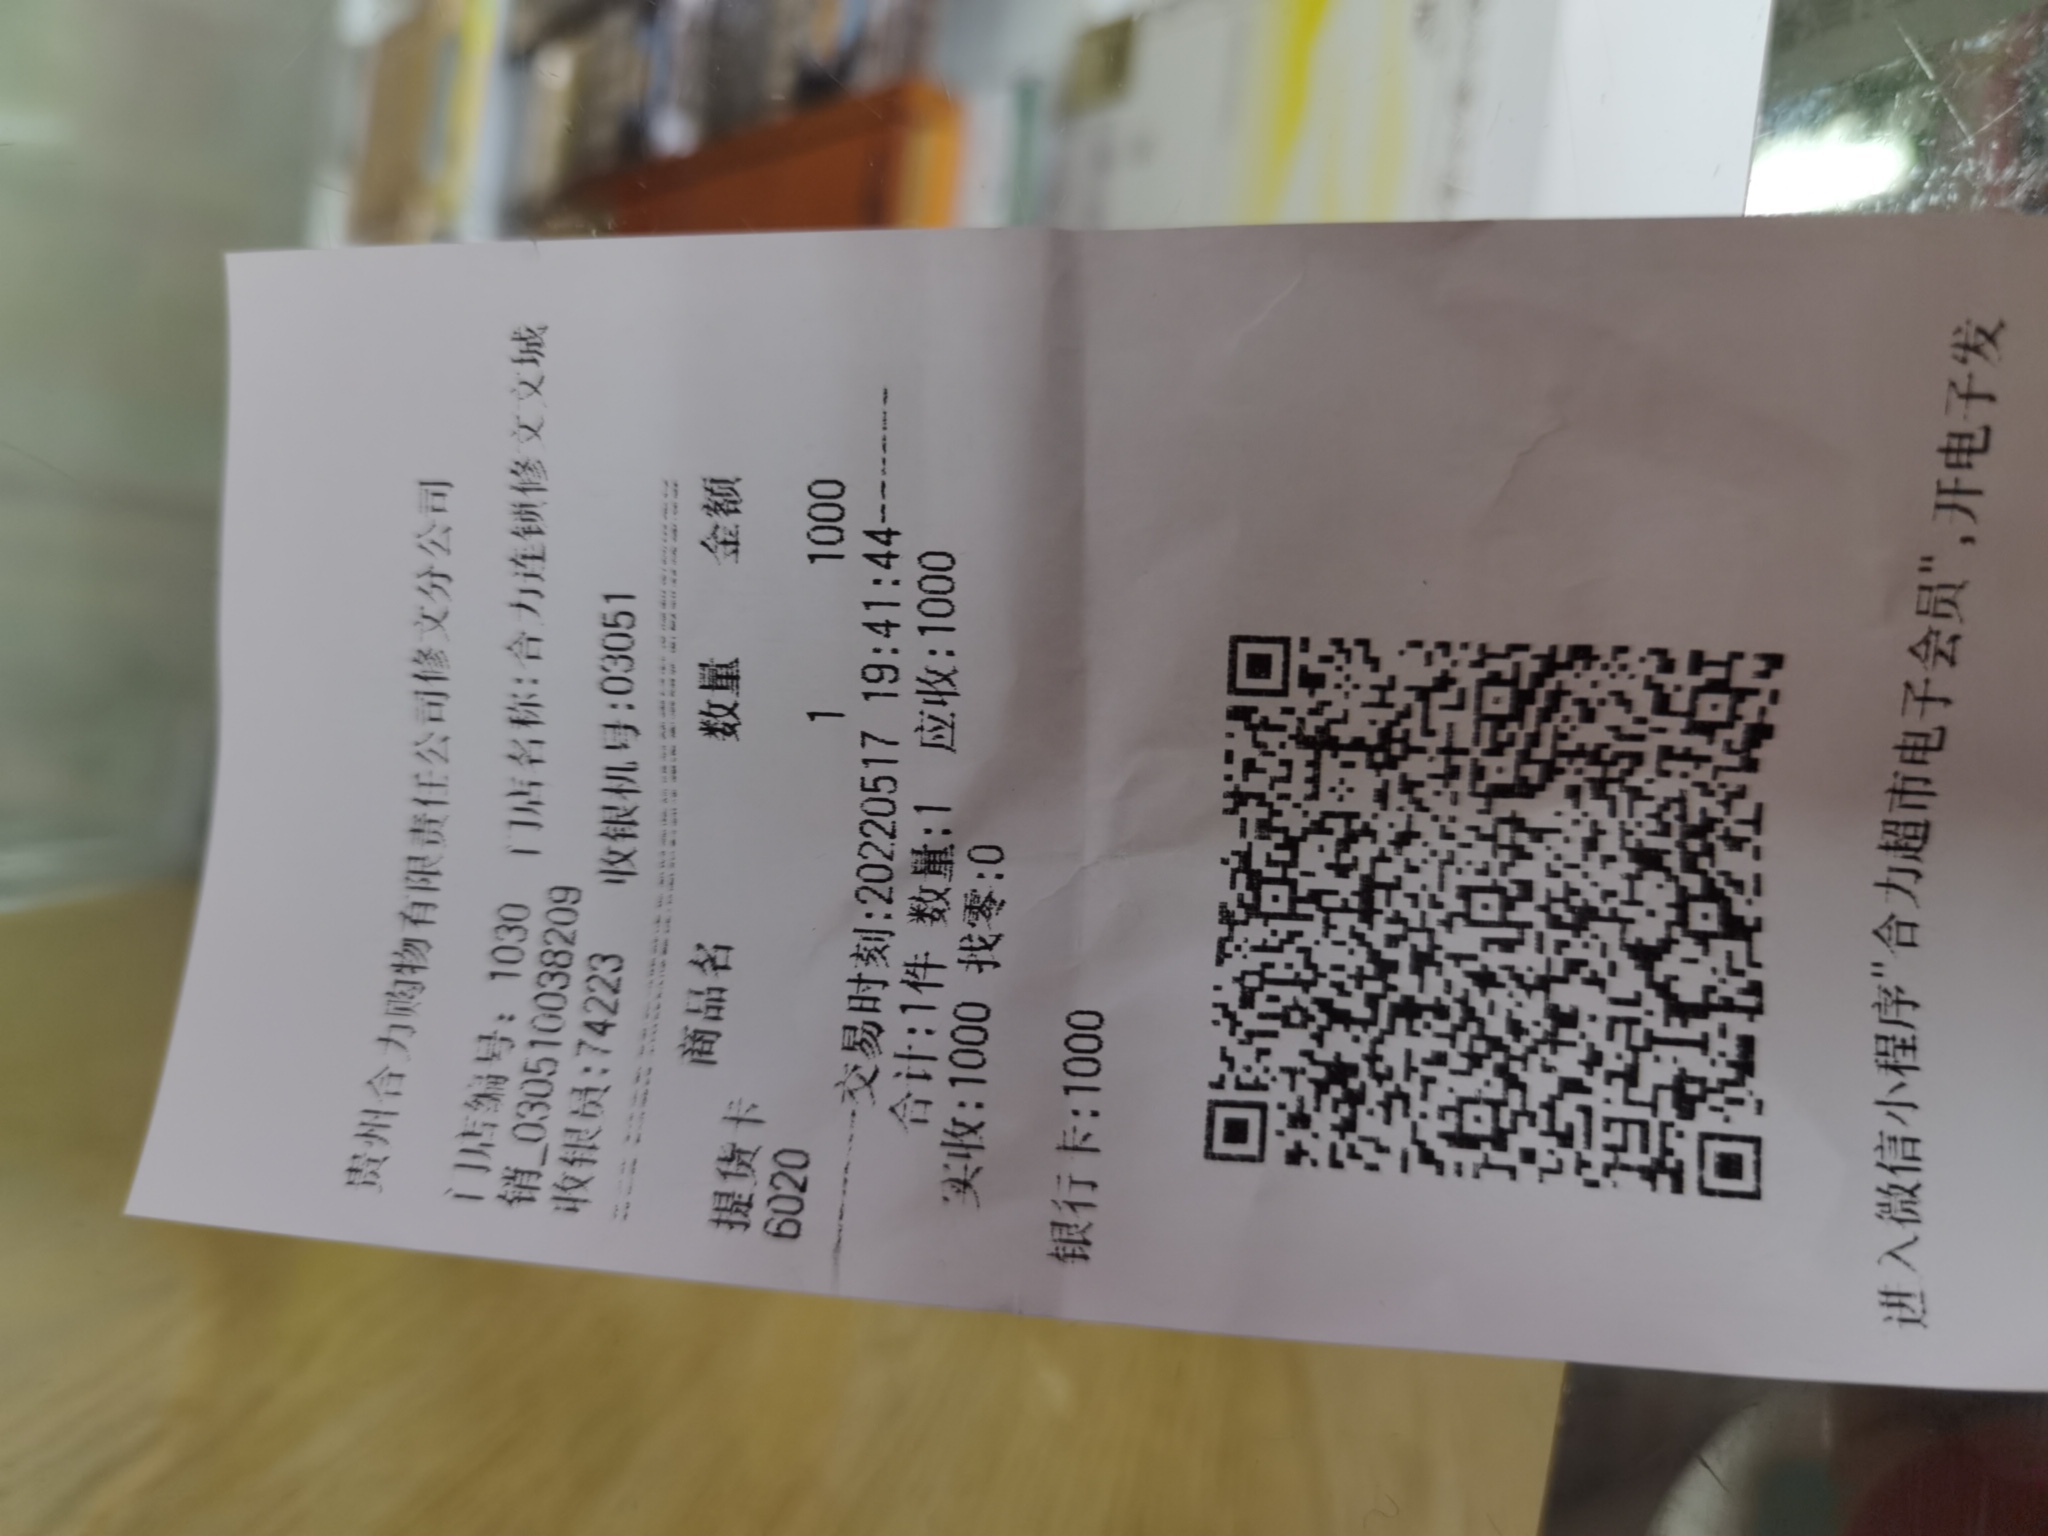 贵州合力购物有限责任公司修文分公司
门店编号: 1030 门店名称:合力连锁修文文城
销_0305100382​09
收银员:74223 收银机号:03051
商品名 数量 金额
提货卡
6020 1 1000
交易时刻:20220517 19:41:44
合计:1件 数量:1 应收:1000
实收:1000 找零:0
银行卡:1000
进入微信小程序"合力超市电子会员",开电子发